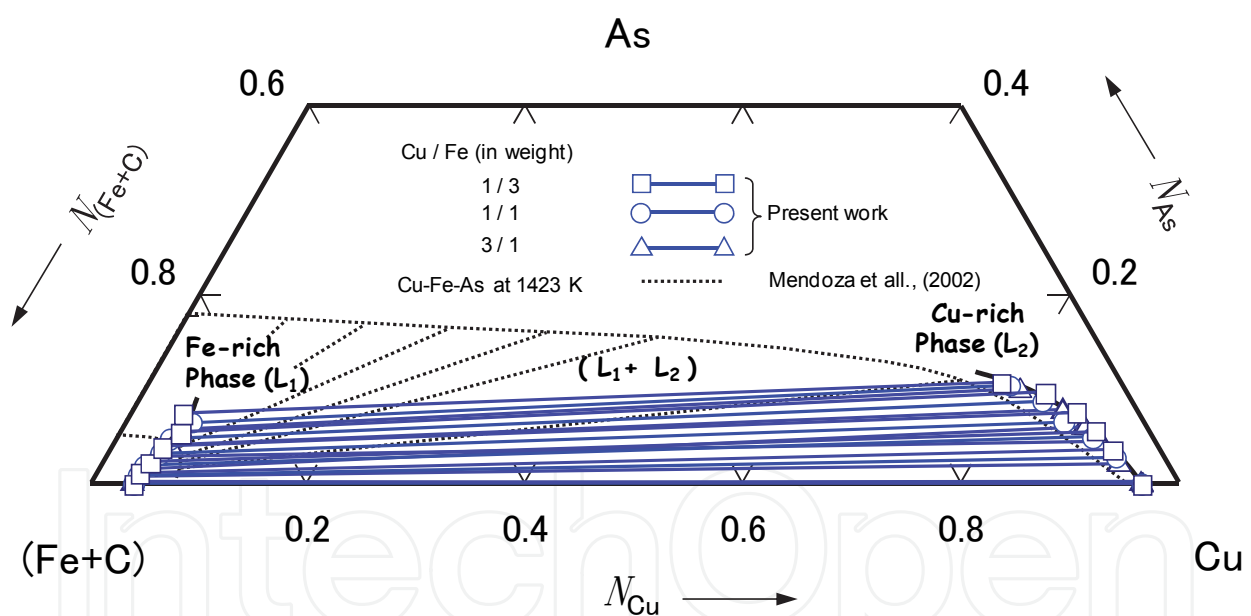 As
0.6
0.4
Cu / Fe (in weight)
1 / 3
1 / 1
3 / 1
Present work
Cu-Fe-As at 1423 K
Mendoza et all., (2002)
N(Fe+C)
NAs
0.8
0.2
Fe-rich
Phase (L1)
( L1 + L2 )
Cu-rich
Phase (L2)
0.2
0.4
0.6
0.8
(Fe+C)
Cu
NCu
IntechOpen